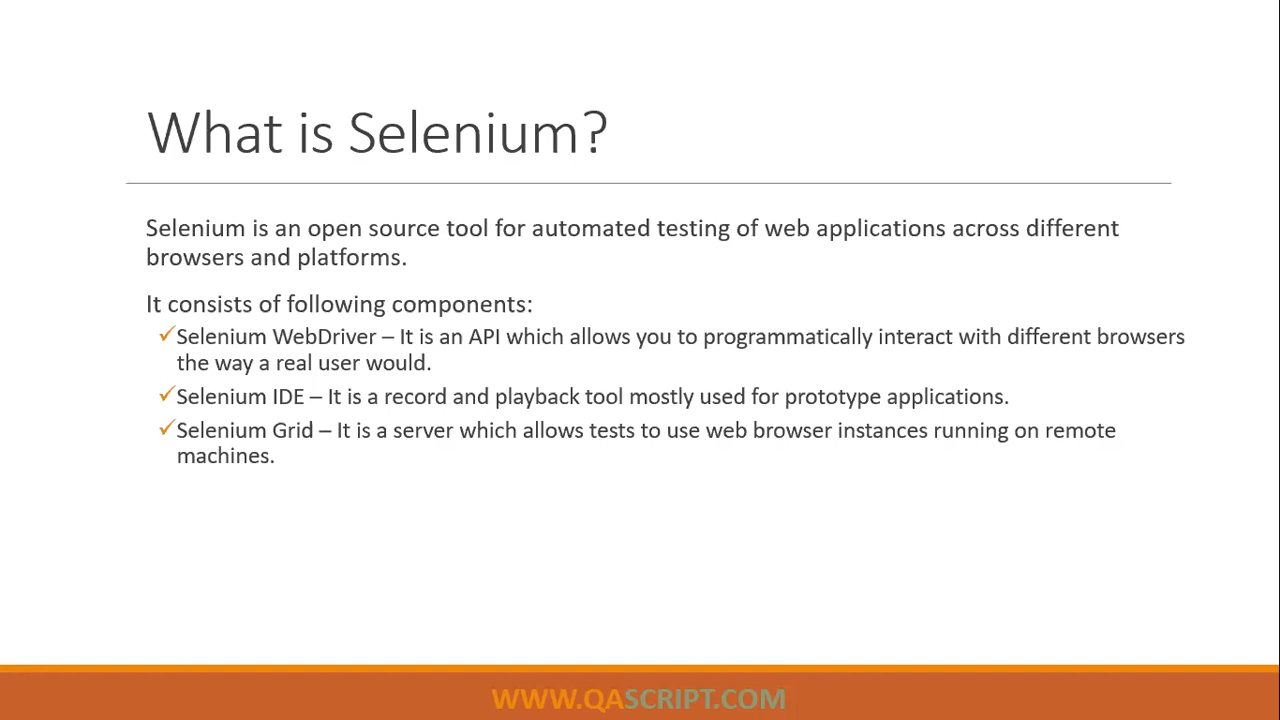 What is Selenium?
Selenium is an open source tool for automated testing of web applications across different
browsers and platforms.
It consists of following components:
✓Selenium WebDriver – It is an API which allows you to programmatically interact with different browsers
the way a real user would.
✓Selenium IDE – It is a record and playback tool mostly used for prototype applications.
✓Selenium Grid – It is a server which allows tests to use web browser instances running on remote
machines.
WWW.QASCRIPT.COM